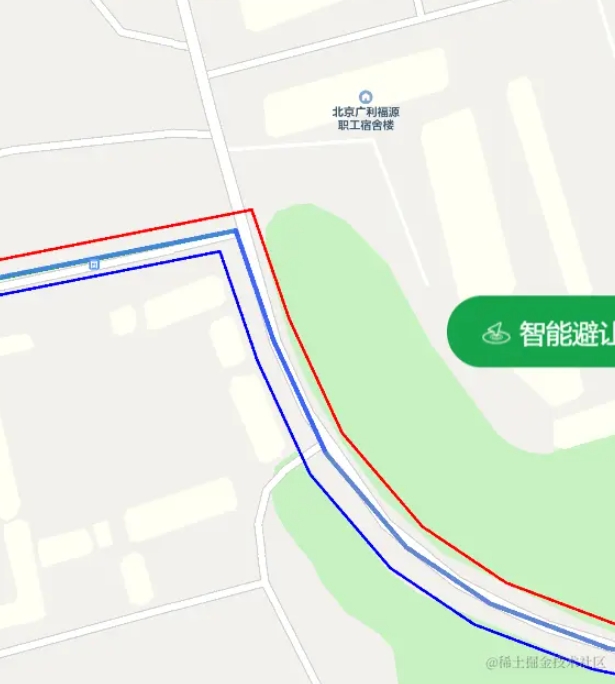 北京广利福源
职工宿舍楼
智能避让
@稀土掘金技术社区